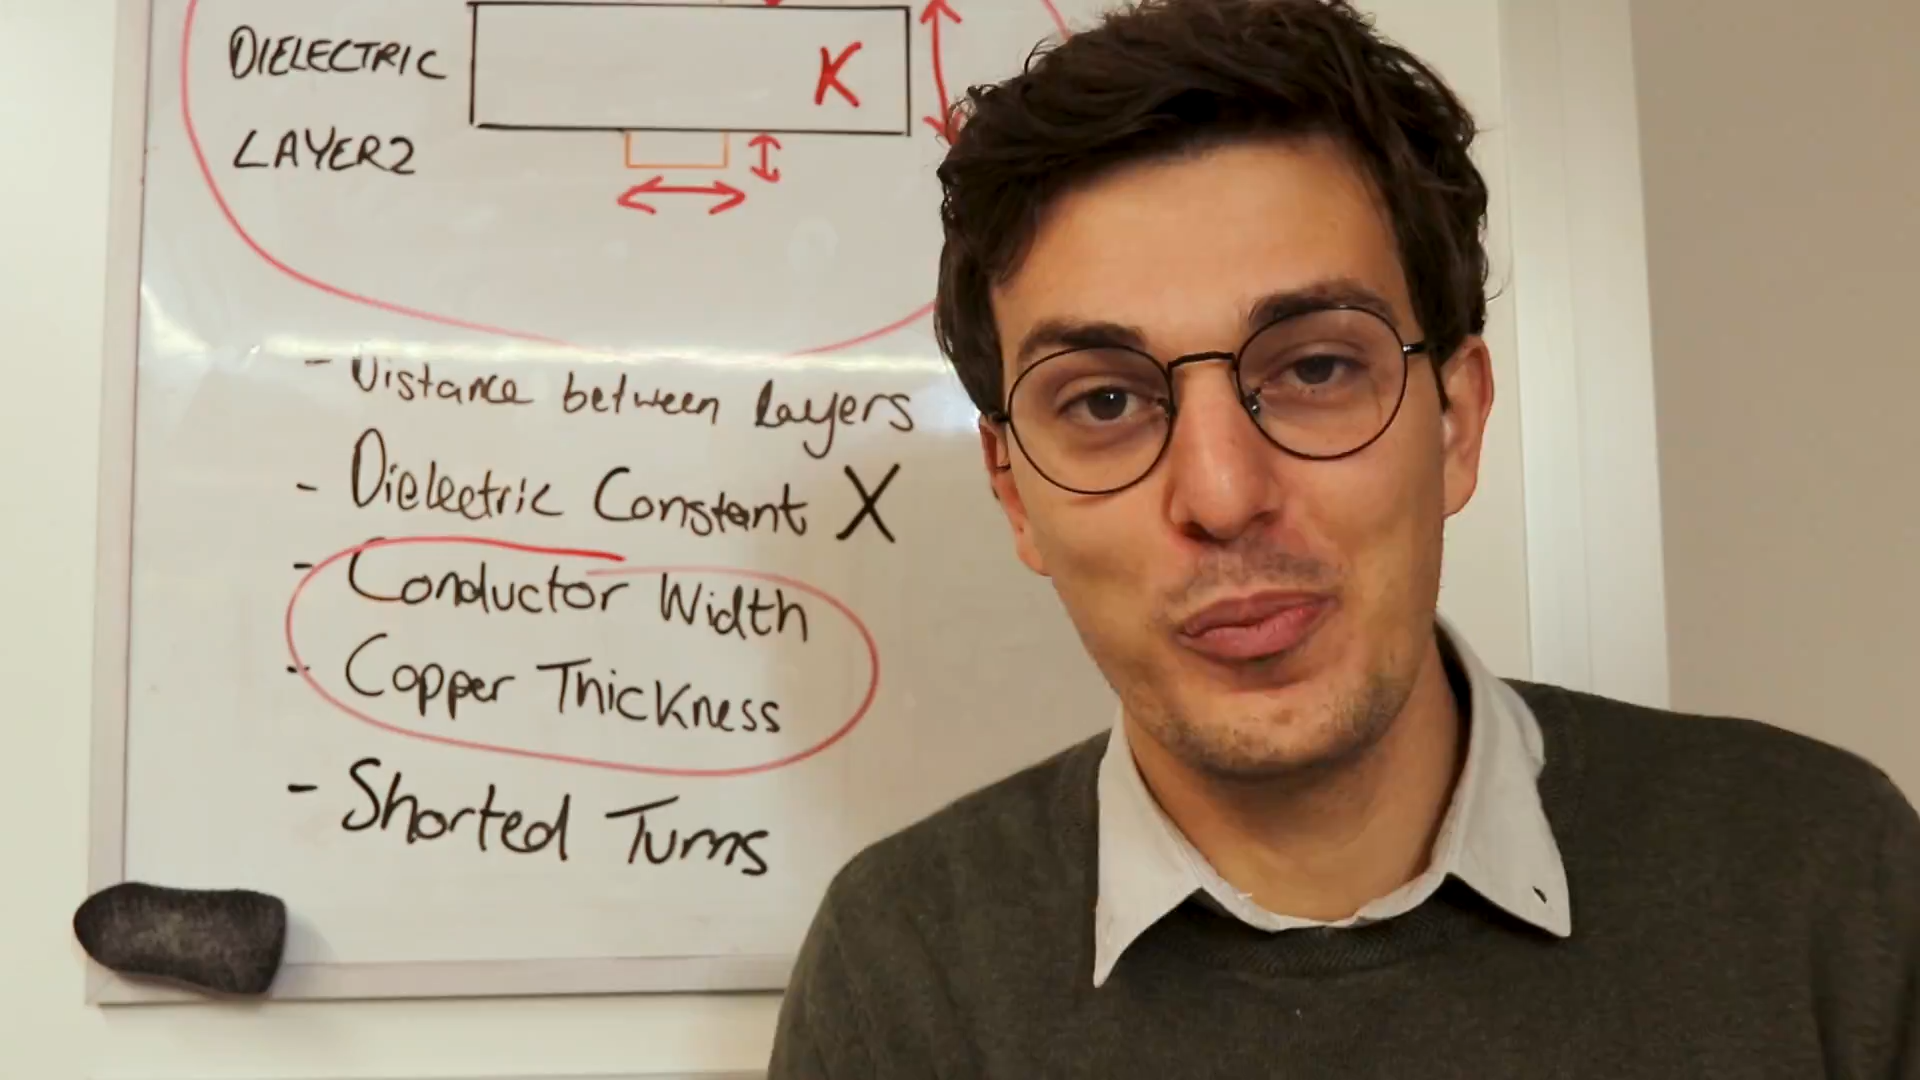 DIELECTRIC
K
LAYER2
- Distance between layers
- Dielectric Constant X
- Conductor Width
- Copper Thickness
- Shorted Turns